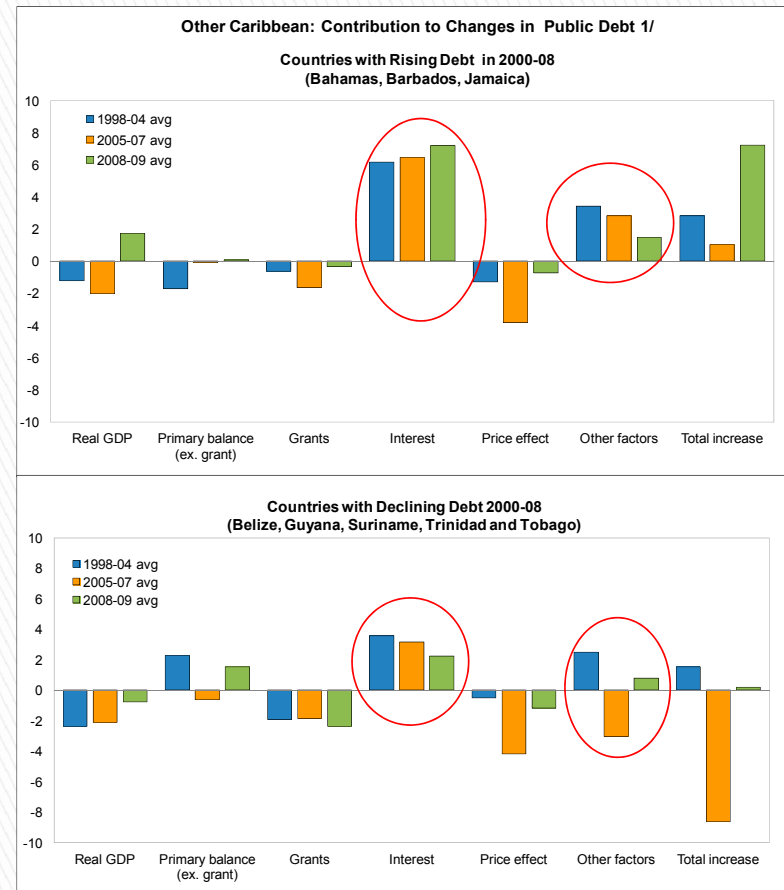 Other Caribbean: Contribution to Changes in Public Debt 1/
Countries with Rising Debt in 2000-08
(Bahamas, Barbados, Jamaica)
10
8
6
4
2
0
-2
-4
-6
-8
-10
1998-04 avg
2005-07 avg
2008-09 avg
Real GDP
Primary balance
(ex. grant)
Grants
Interest
Price effect
Other factors
Total increase
Countries with Declining Debt 2000-08
(Belize, Guyana, Suriname, Trinidad and Tobago)
10
8
6
4
2
0
-2
-4
-6
-8
-10
1998-04 avg
2005-07 avg
2008-09 avg
Real GDP
Primary balance
(ex. grant)
Grants
Interest
Price effect
Other factors
Total increase